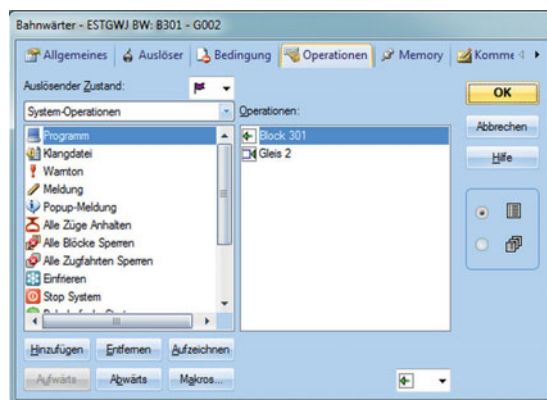 Bahnwärter - ESTGWJ BW: B301 - G002
Allgemeines
Auslöser
Bedingung
Operationen
Memory
Komme
Auslösender Zustand:
System-Operationen
Programm
Klangdatei
Warnton
Meldung
Popup-Meldung
Alle Züge Anhalten
Alle Blöcke Sperren
Alle Zugfahrten Sperren
Einfrieren
Stop System
Operationen:
Block 301
Gleis 2
OK
Abbrechen
Hilfe
Hinzufügen
Entfernen
Aufzeichnen
Aufwärts
Abwärts
Makros...